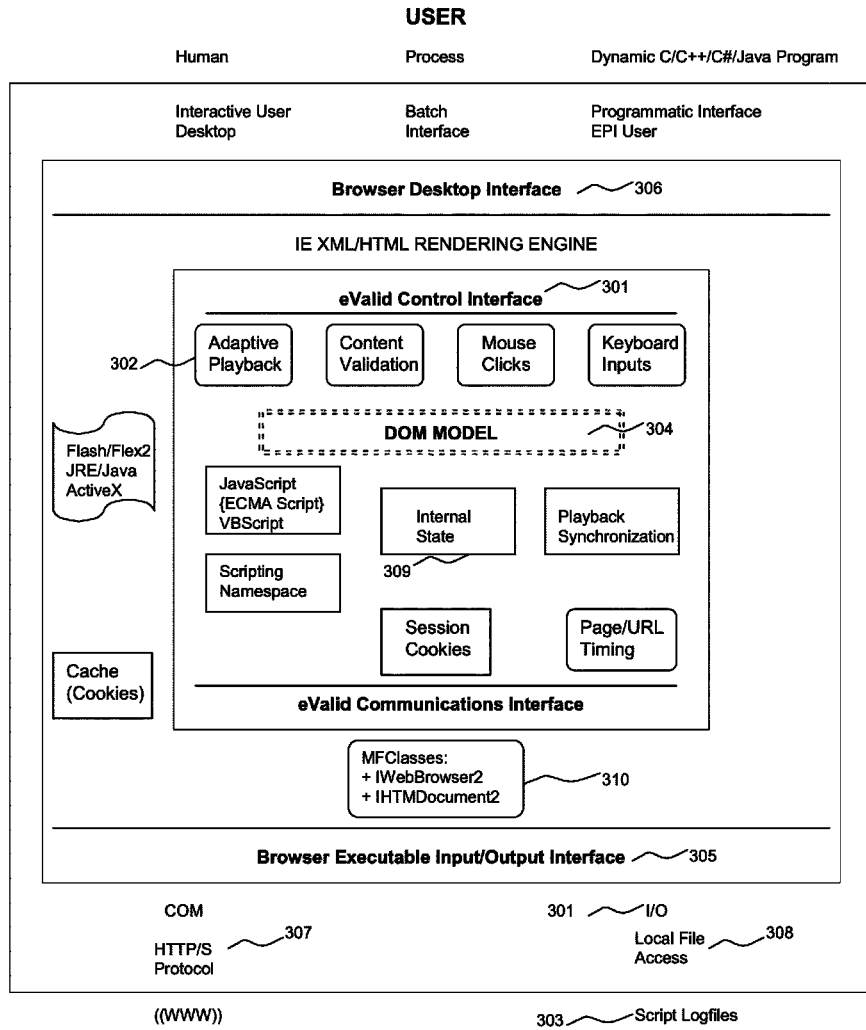 USER
Human Process Dynamic C/C++/C#/Java Program
Interactive User
Desktop
Batch
Interface
Programmatic Interface
EPI User
Browser Desktop Interface 306
IE XML/HTML RENDERING ENGINE
eValid Control Interface 301
302
Adaptive
Playback
Content
Validation
Mouse
Clicks
Keyboard
Inputs
DOM MODEL 304
Flash/Flex2
JRE/Java
ActiveX
JavaScript
{ECMA Script}
VBScript
Internal
State
309
Playback
Synchronization
Scripting
Namespace
Session
Cookies
Page/URL
Timing
Cache
(Cookies)
eValid Communications Interface
MFClasses:
+ IWebBrowser2
+ IHTMDocument2
310
Browser Executable Input/Output Interface 305
COM 301 I/O
HTTP/S
Protocol
307
Local File
Access
308
((WWW)) 303 Script Logfiles